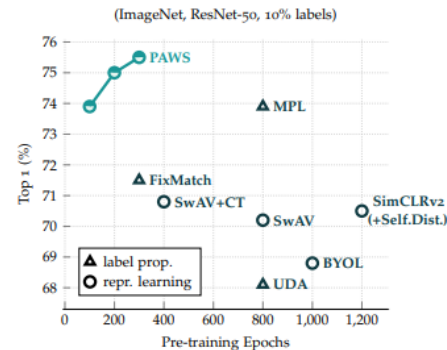 (ImageNet, ResNet-50, 10% labels)
76
75
74
73
72
71
70
69
68
Top 1 (%)
PAWS
MPL
FixMatch
SwAV+CT
SwAV
SimCLRv2
(+Self.Dist.)
BYOL
UDA
label prop.
repr. learning
0 200 400 600 800 1,000 1,200
Pre-training Epochs